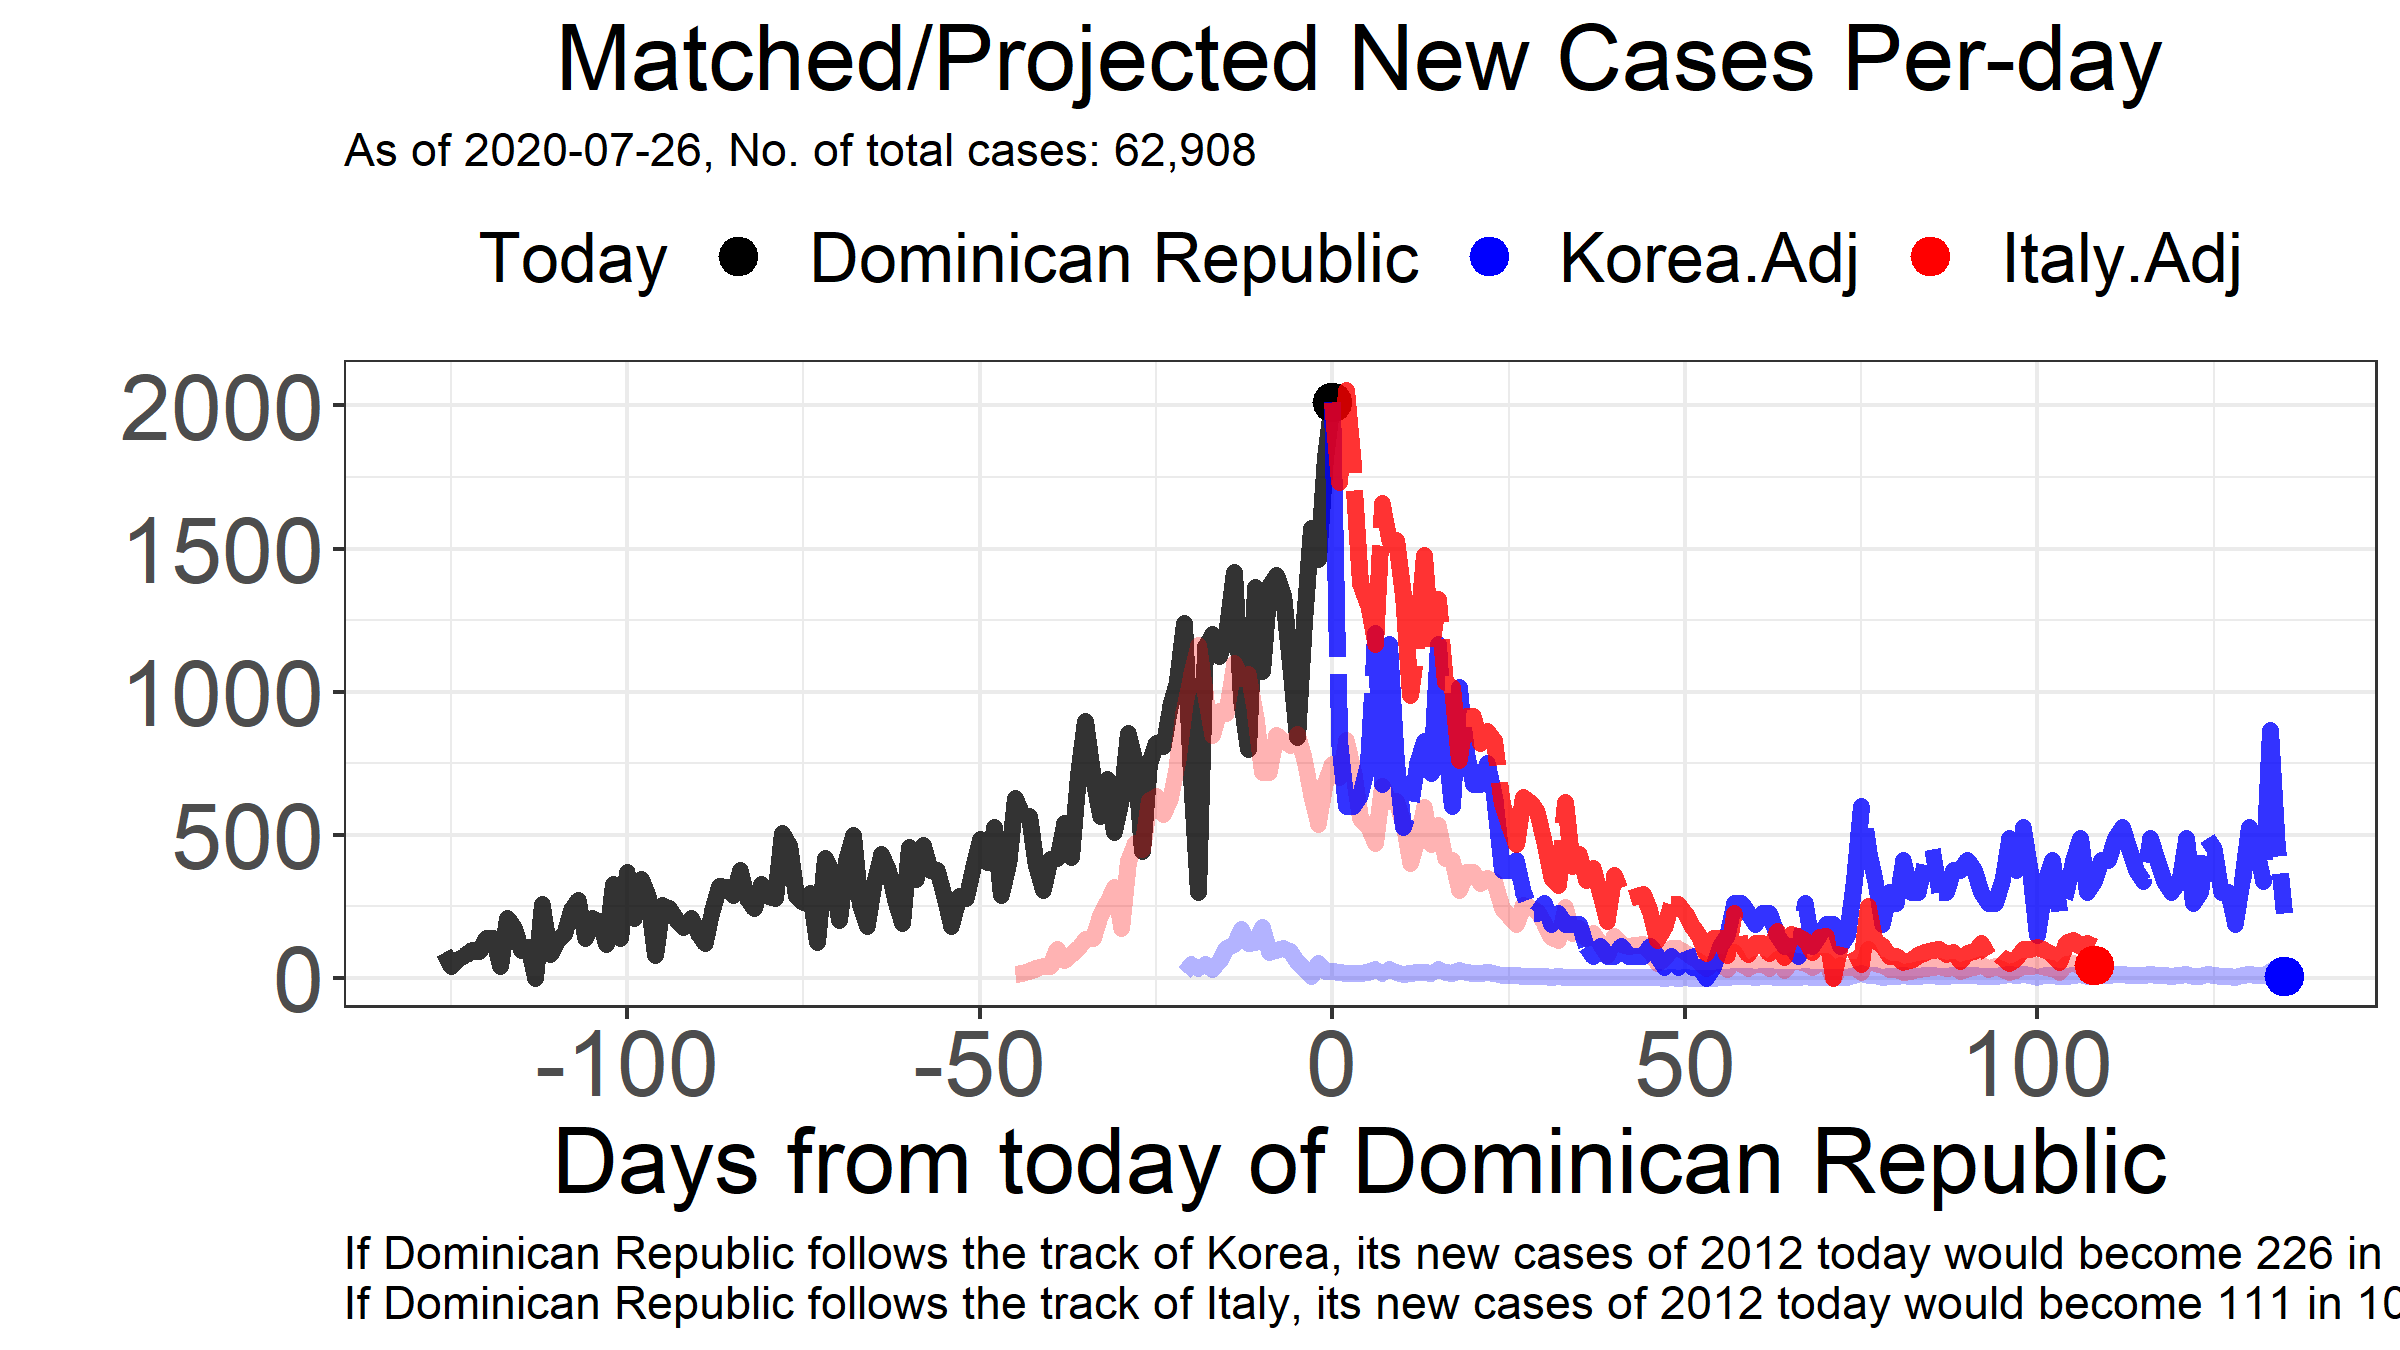 Matched/Projected New Cases Per-day
As of 2020-07-26, No. of total cases: 62,908
Today Dominican Republic Korea.Adj Italy.Adj
2000
1500
1000
500
0
-100 -50 0 50 100
Days from today of Dominican Republic
If Dominican Republic follows the track of Korea, its new cases of 2012 today would become 226 in
If Dominican Republic follows the track of Italy, its new cases of 2012 today would become 111 in